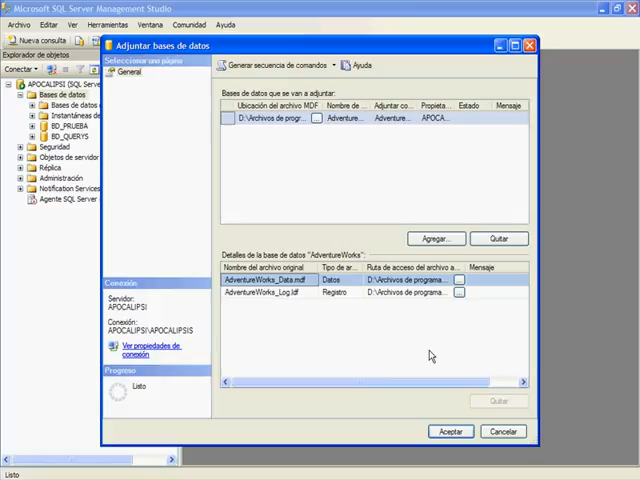 Microsoft SQL Server Management Studio
Archivo Editar Ver Herramientas Ventana Comunidad Ayuda
Nueva consulta
Explorador de objetos
Conectar
APOCALIPSI (SQL Serve
Bases de datos
Bases de datos
Instantáneas de
BD_PRUEBA
BD_QUERYS
Seguridad
Objetos de servidor
Réplica
Administración
Notification Services
Agente SQL Server
Adjuntar bases de datos
Seleccionar una página
General
Generar secuencia de comandos Ayuda
Bases de datos que se van a adjuntar:
Ubicación del archivo MDF Nombre de ... Adjuntar co... Propieta... Estado Mensaje
D:\Archivos de progr... ... Adventure... Adventure... APOCA...
Agregar... Quitar
Detalles de la base de datos "AdventureWorks":
Nombre del archivo original Tipo de ar... Ruta de acceso del archivo a... Mensaje
AdventureWorks_Data.mdf Datos D:\Archivos de programa... ...
AdventureWorks_Log.ldf Registro D:\Archivos de programa... ...
Quitar
Conexión
Servidor:
APOCALIPSI
Conexión:
APOCALIPSI\APOCALIPSIS
Ver propiedades de
conexión
Progreso
Listo
Aceptar Cancelar
Listo